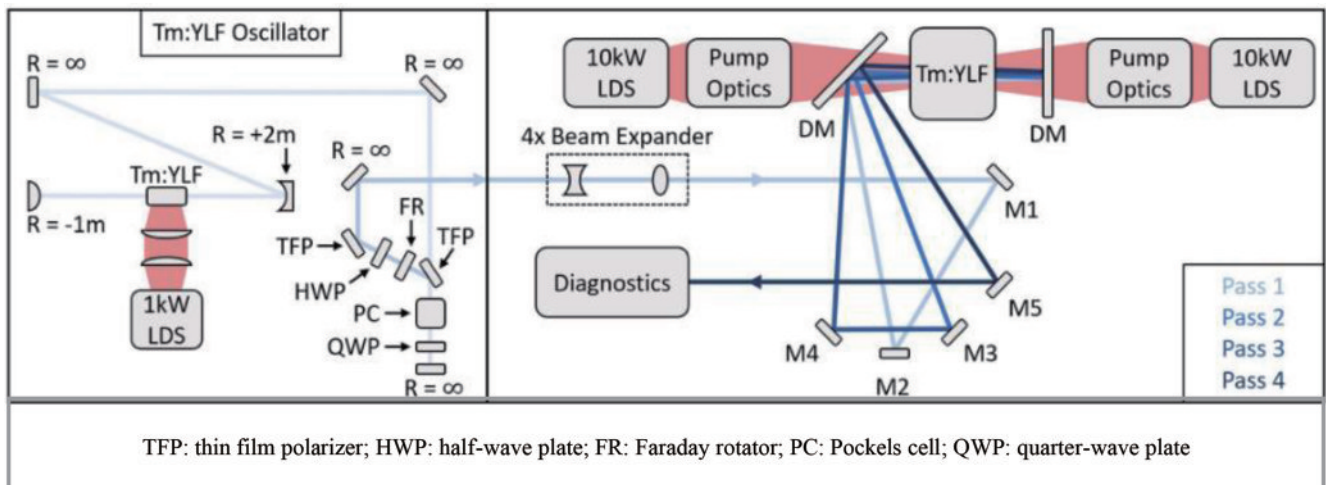 Tm:YLF Oscillator
R = ∞
R = ∞
R = +2m
Tm:YLF
R = -1m
1kW
LDS
R = ∞
FR
TFP
TFP
HWP
PC
QWP
R = ∞
10kW
LDS
Pump
Optics
DM
Tm:YLF
DM
Pump
Optics
10kW
LDS
4x Beam Expander
M1
Diagnostics
M5
M4
M3
M2
Pass 1
Pass 2
Pass 3
Pass 4
TFP: thin film polarizer; HWP: half-wave plate; FR: Faraday rotator; PC: Pockels cell; QWP: quarter-wave plate